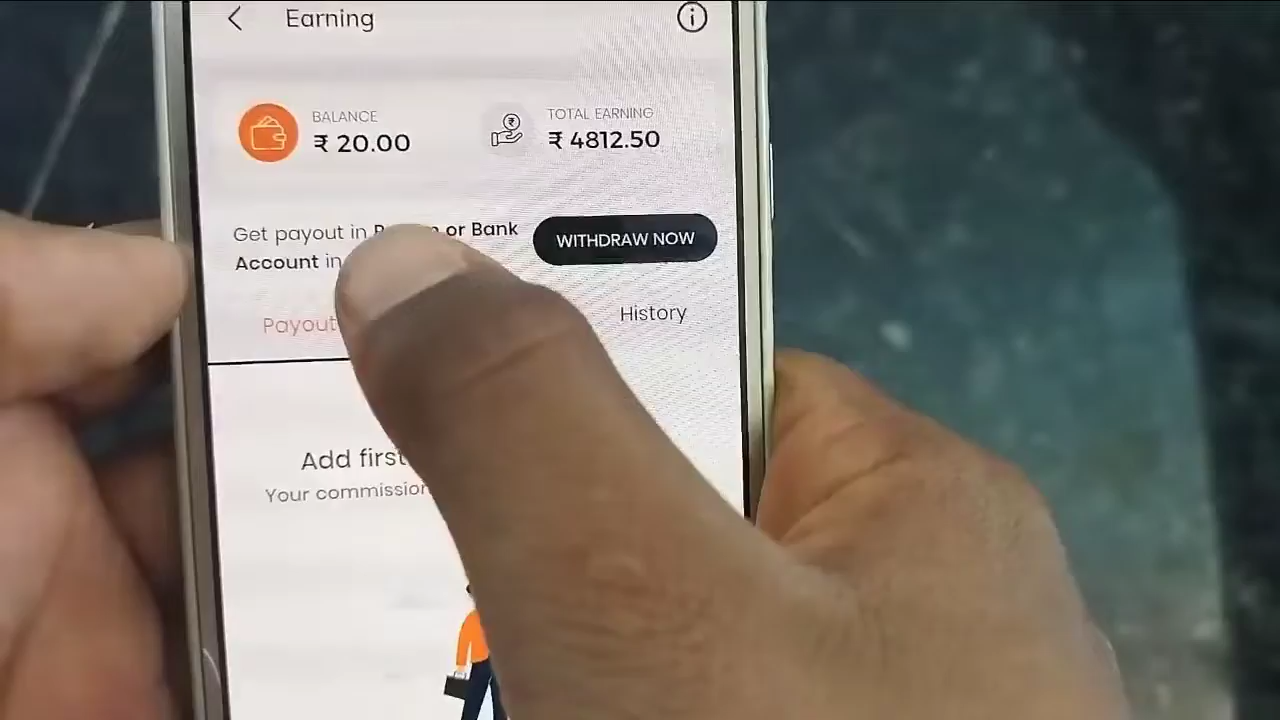 Earning
BALANCE
₹ 20.00
TOTAL EARNING
₹ 4812.50
Get payout in or Bank
Account in
WITHDRAW NOW
Payout
History
Add first
Your commission